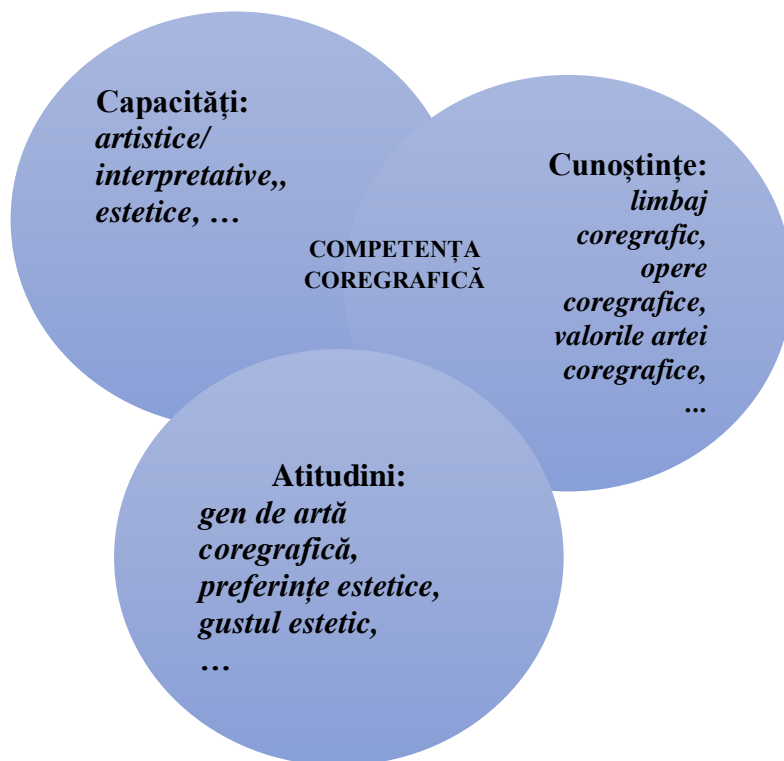 Capacități:
artistice/
interpretative,,
estetice, …
Cunoștințe:
limbaj
coregrafic,
opere
coregrafice,
valorile artei
coregrafice,
...
COMPETENȚA
COREGRAFICĂ
Atitudini:
gen de artă
coregrafică,
preferințe estetice,
gustul estetic,
…